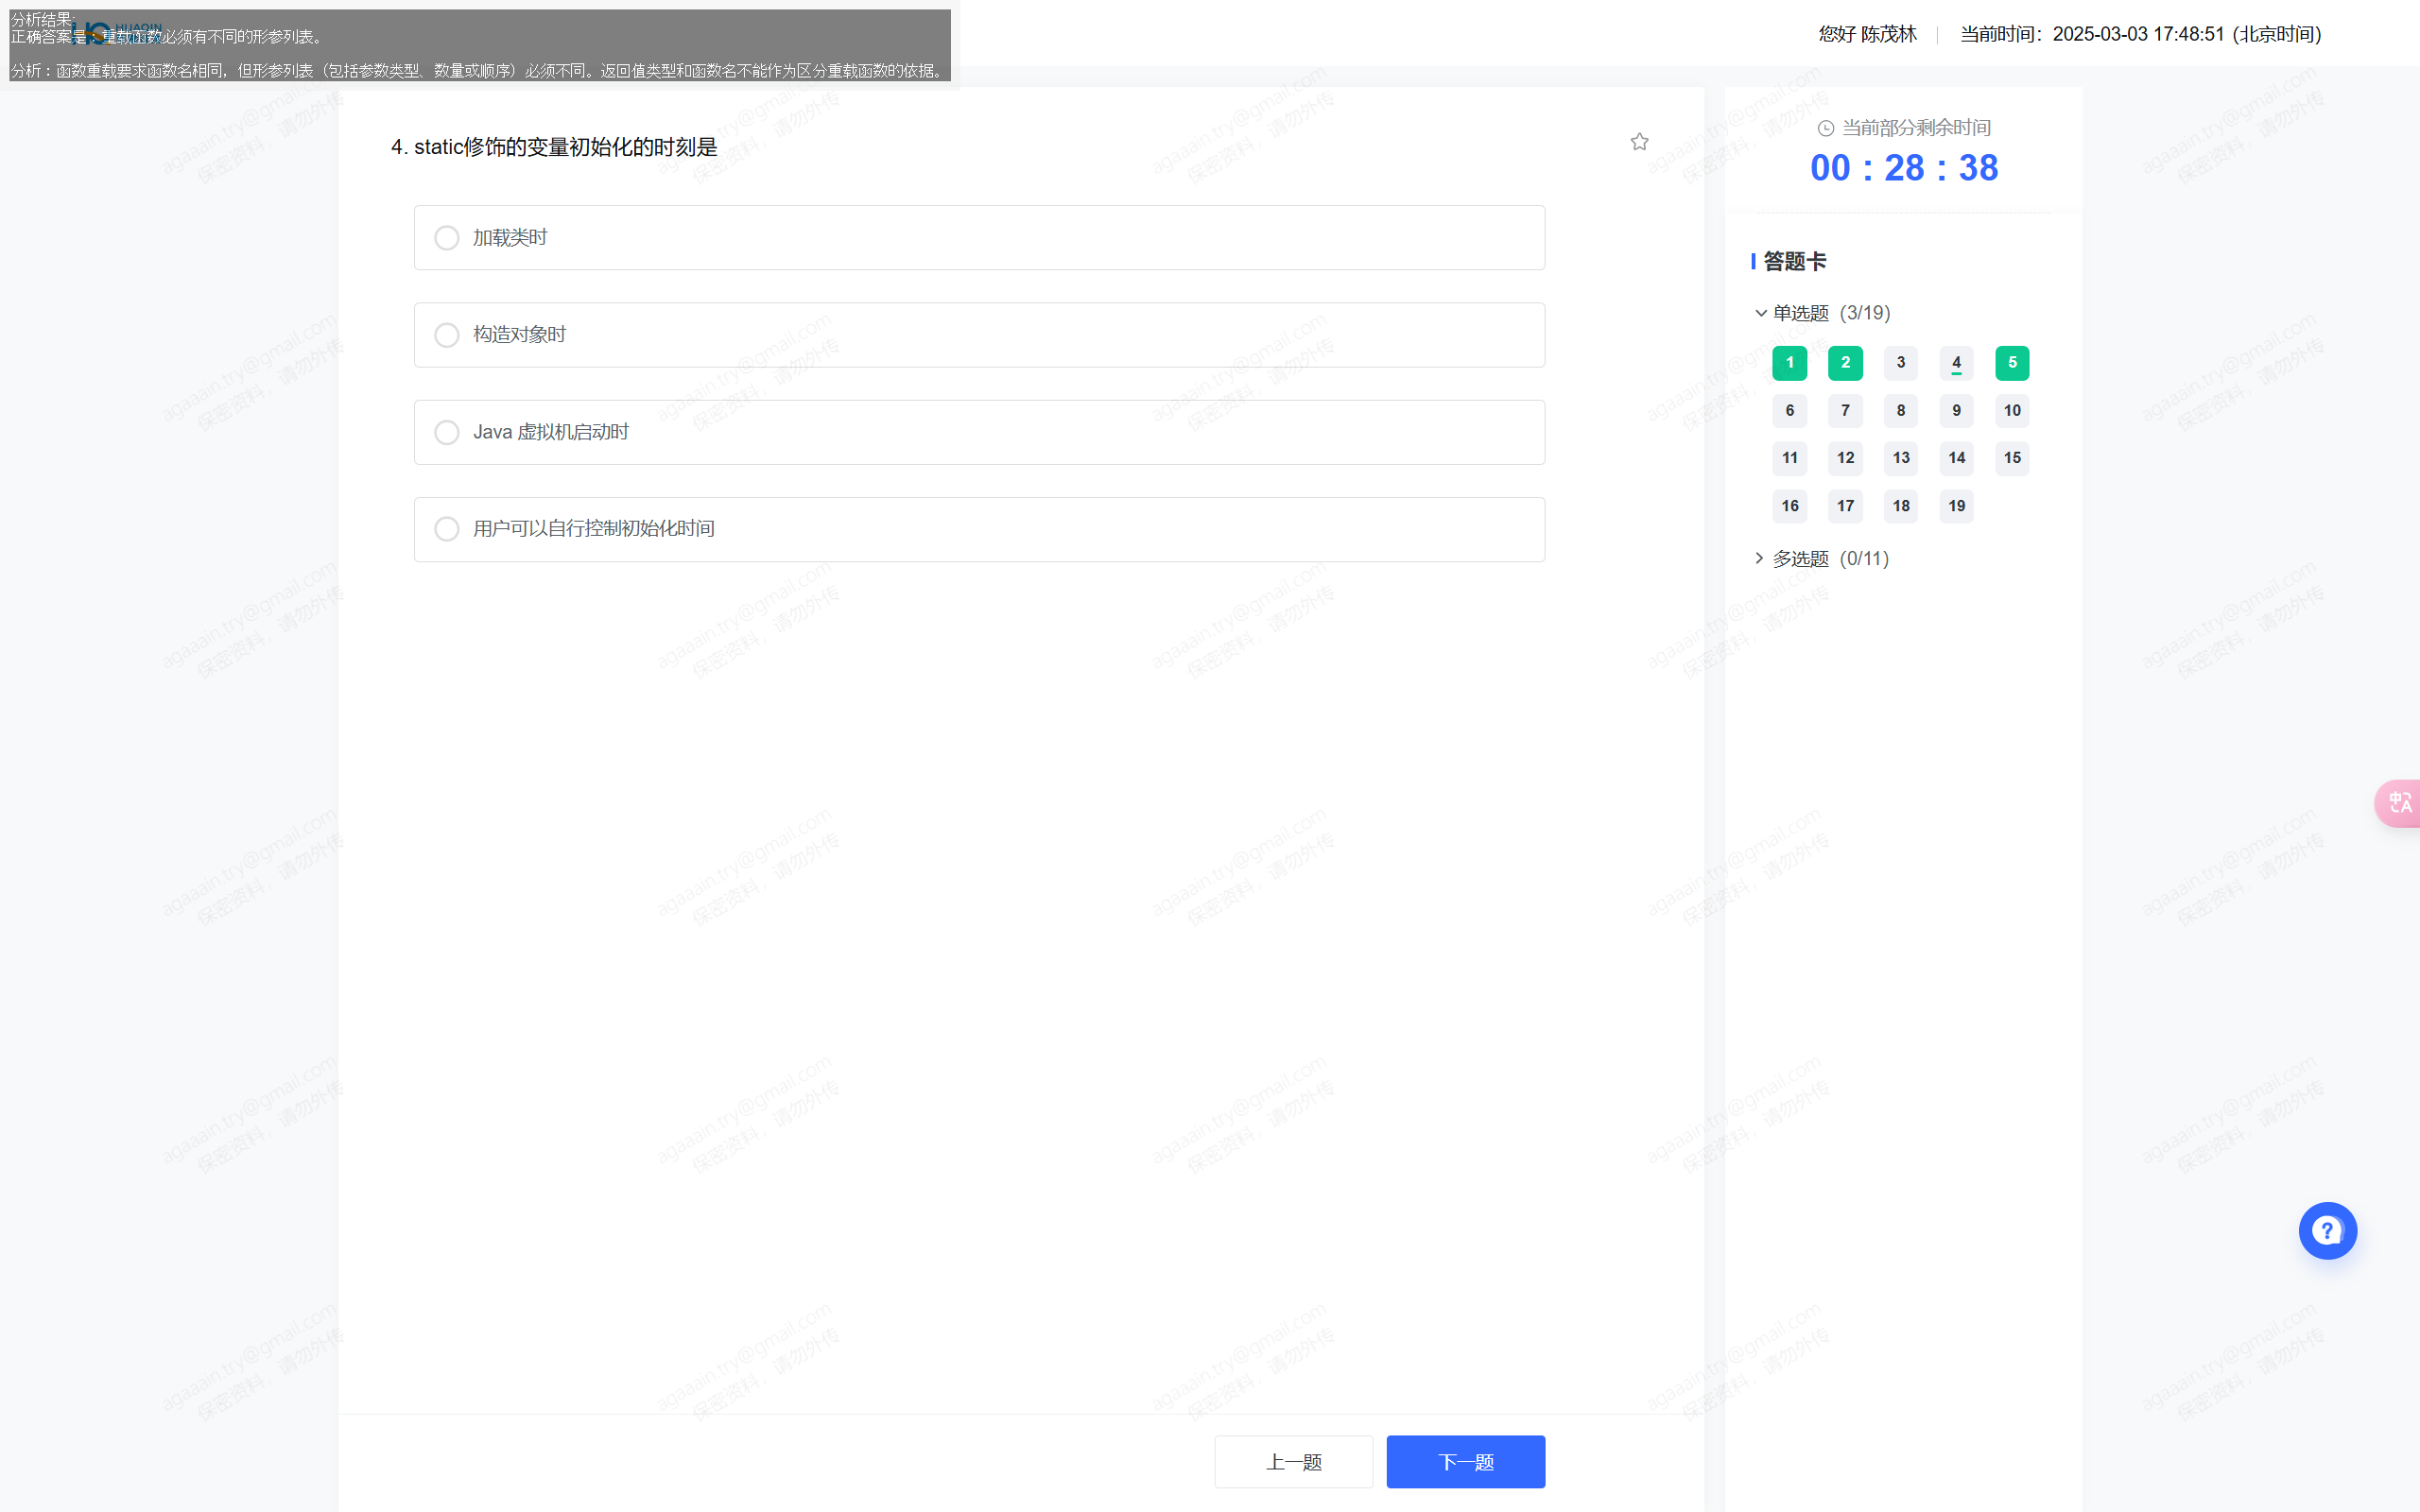 分析结果:
正确答案是：重载函数必须有不同的形参列表。
分析：函数重载要求函数名相同，但形参列表（包括参数类型、数量或顺序）必须不同。返回值类型和函数名不能作为区分重载函数的依据。
HUAQIN
您好 陈茂林
当前时间：2025-03-03 17:48:51 (北京时间)
4. static修饰的变量初始化的时刻是
加载类时
构造对象时
Java 虚拟机启动时
用户可以自行控制初始化时间
上一题
下一题
当前部分剩余时间
00 : 28 : 38
答题卡
单选题 (3/19)
1 2 3 4 5
6 7 8 9 10
11 12 13 14 15
16 17 18 19
多选题 (0/11)
agaaain.try@gmail.com
保密资料，请勿外传